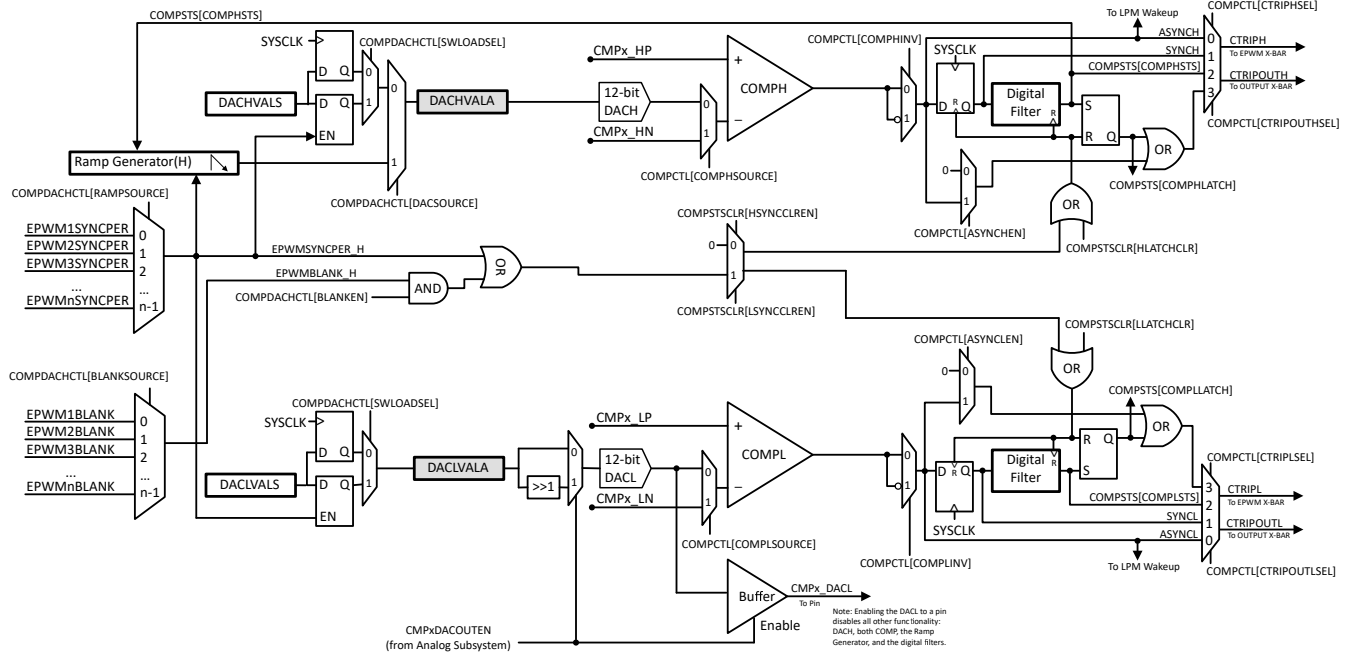 COMPSTS[COMPHSTS]
SYSCLK
D Q
COMPDACHCTL[SWLOADSEL]
0
1
DACHVALS
D Q
EN
0
1
DACHVALA
Ramp Generator(H)
COMPDACHCTL[DACSOURCE]
CMPx_HP
12-bit
DACH
CMPx_HN
0
1
COMPCTL[COMPHSOURCE]
+
COMPH
–
COMPCTL[COMPHINV]
0
1
SYSCLK
D R Q
Digital
Filter
R
S
R Q
To LPM Wakeup
ASYNCH
SYNCH
COMPSTS[COMPHSTS]
COMPCTL[CTRIPHSEL]
0
1
2
3
CTRIPH
To EPWM X-BAR
CTRIPOUTH
To OUTPUT X-BAR
COMPCTL[CTRIPOUTHSEL]
OR
COMPSTS[COMPHLATCH]
0 0
1
COMPCTL[ASYNCHEN]
OR
COMPSTSCLR[HLATCHCLR]
COMPDACHCTL[RAMPSOURCE]
EPWM1SYNCPER
EPWM2SYNCPER
EPWM3SYNCPER
...
EPWMnSYNCPER
0
1
2
...
n-1
EPWMSYNCPER_H
EPWMBLANK_H
COMPDACHCTL[BLANKEN]
AND
OR
COMPSTSCLR[HSYNCCLREN]
0 0
1
COMPSTSCLR[LSYNCCLREN]
COMPDACHCTL[BLANKSOURCE]
EPWM1BLANK
EPWM2BLANK
EPWM3BLANK
...
EPWMnBLANK
0
1
2
...
n-1
SYSCLK
D Q
COMPDACHCTL[SWLOADSEL]
0
1
DACLVALS
D Q
EN
DACLVALA
>>1
0
1
12-bit
DACL
CMPx_LP
CMPx_LN
0
1
COMPCTL[COMPLSOURCE]
+
COMPL
–
0
1
COMPCTL[COMPLINV]
COMPCTL[ASYNCLEN]
0 0
1
COMPSTSCLR[LLATCHCLR]
OR
COMPSTS[COMPLLATCH]
D R Q
SYSCLK
Digital
Filter
R
R Q
S
OR
COMPSTS[COMPLSTS]
SYNCL
ASYNCL
To LPM Wakeup
COMPCTL[CTRIPLSEL]
3
2
1
0
CTRIPL
To EPWM X-BAR
CTRIPOUTL
To OUTPUT X-BAR
COMPCTL[CTRIPOUTLSEL]
Buffer
Enable
CMPx_DACL
To Pin
Note: Enabling the DACL to a pin
disables all other functionality:
DACH, both COMP, the Ramp
Generator, and the digital filters.
CMPxDACOUTEN
(from Analog Subsystem)